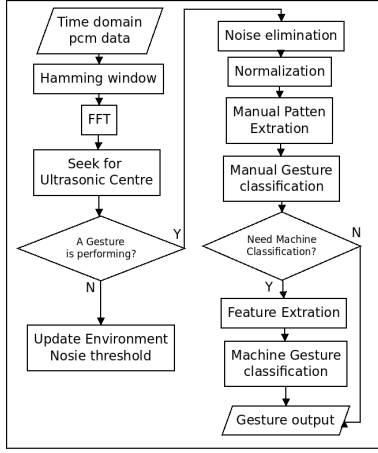 Time domain
pcm data
Hamming window
FFT
Seek for
Ultrasonic Centre
A Gesture
is performing?
Y
N
Update Environment
Nosie threshold
Noise elimination
Normalization
Manual Patten
Extration
Manual Gesture
classification
Need Machine
Classification?
N
Y
Feature Extration
Machine Gesture
classification
Gesture output